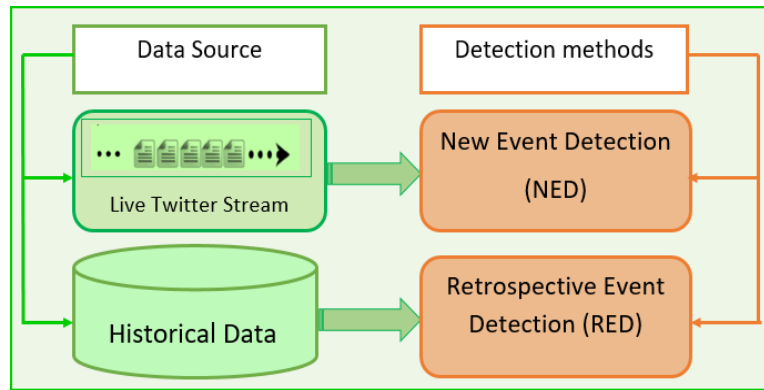 Data Source
Detection methods
Live Twitter Stream
New Event Detection
(NED)
Historical Data
Retrospective Event
Detection (RED)